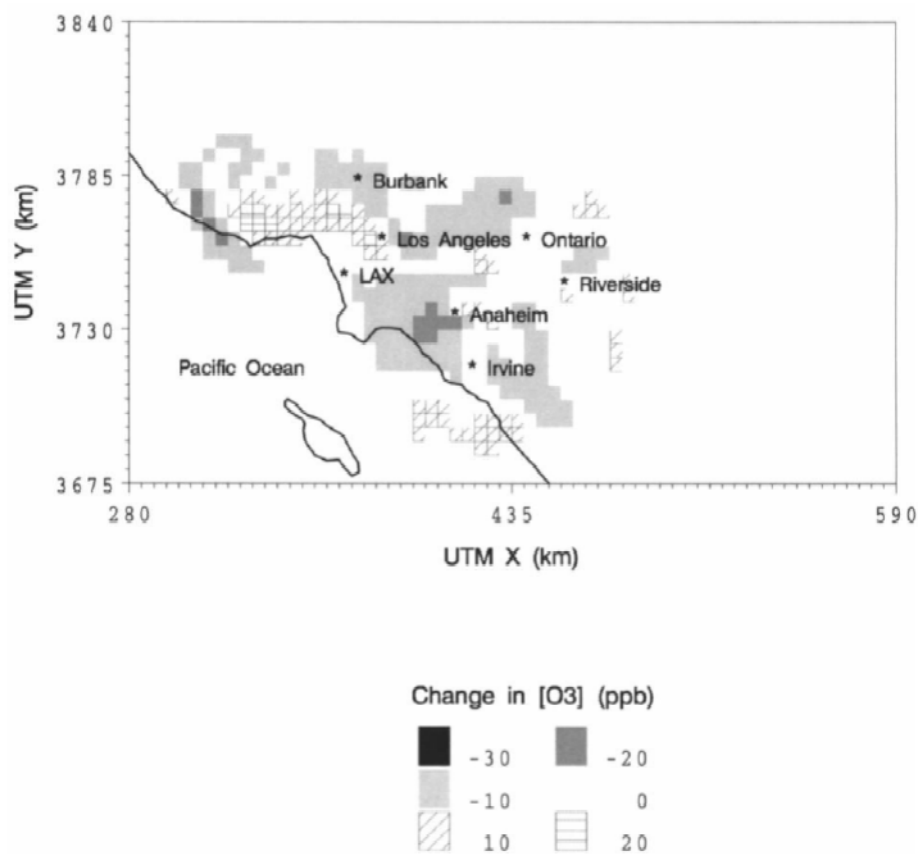 3840
3785
3730
3675
UTM Y (km)
* Burbank
* Los Angeles
* Ontario
* LAX
* Riverside
* Anaheim
* Irvine
Pacific Ocean
280 435 590
UTM X (km)
Change in [O3] (ppb)
-30 -20
-10 0
10 20